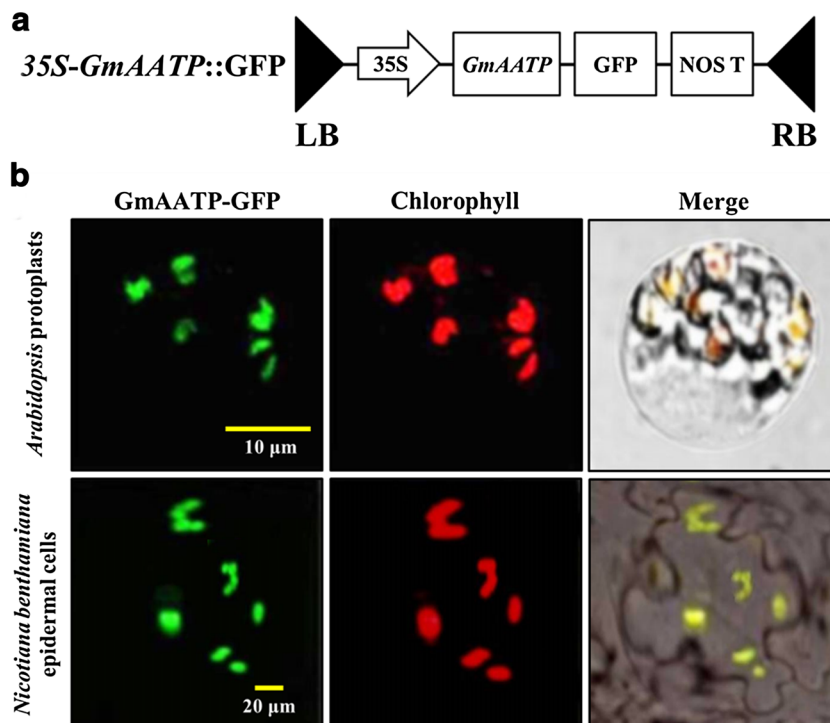 a
35S-GmAATP::GFP
35S
GmAATP
GFP
NOS T
LB
RB
b
GmAATP-GFP
Chlorophyll
Merge
Arabidopsis protoplasts
10 µm
Nicotiana benthamiana
epidermal cells
20 µm